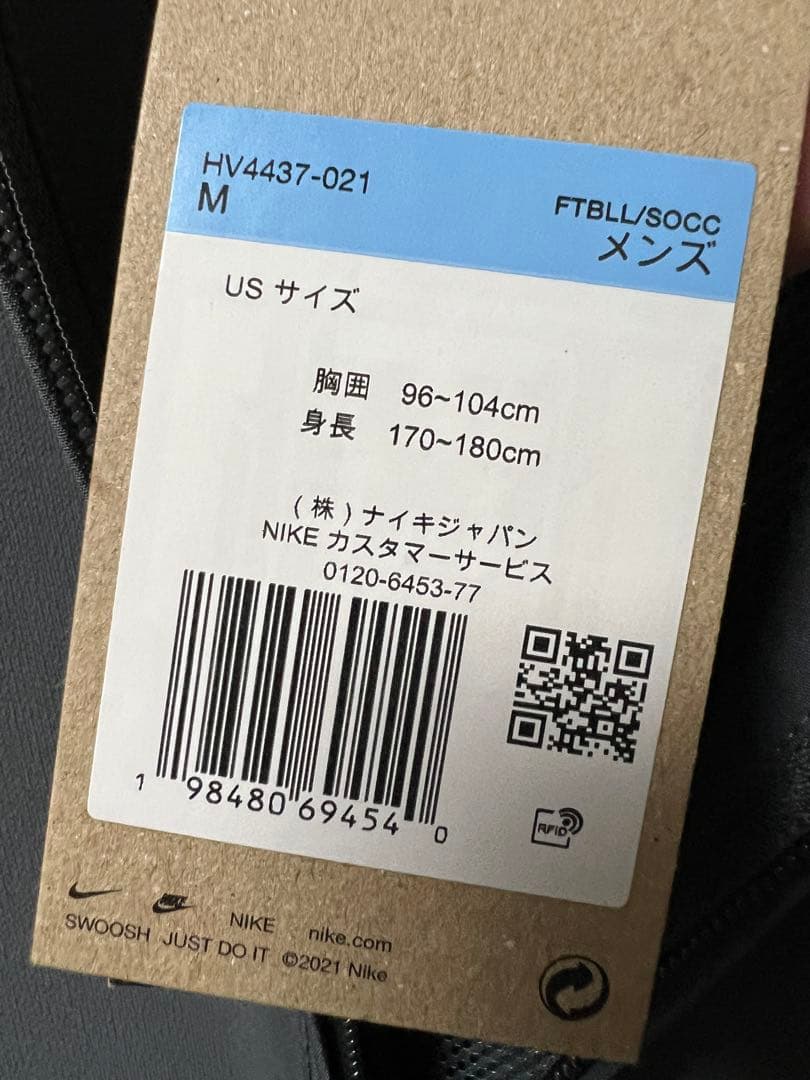 HV4437-021
M
FTBLL/SOCC
メンズ
US サイズ
胸囲 96~104cm
身長 170~180cm
(株)ナイキジャパン
NIKE カスタマーサービス
0120-6453-77
1 98480 69454 0
RFID
NIKE nike.com
SWOOSH JUST DO IT ©2021 Nike